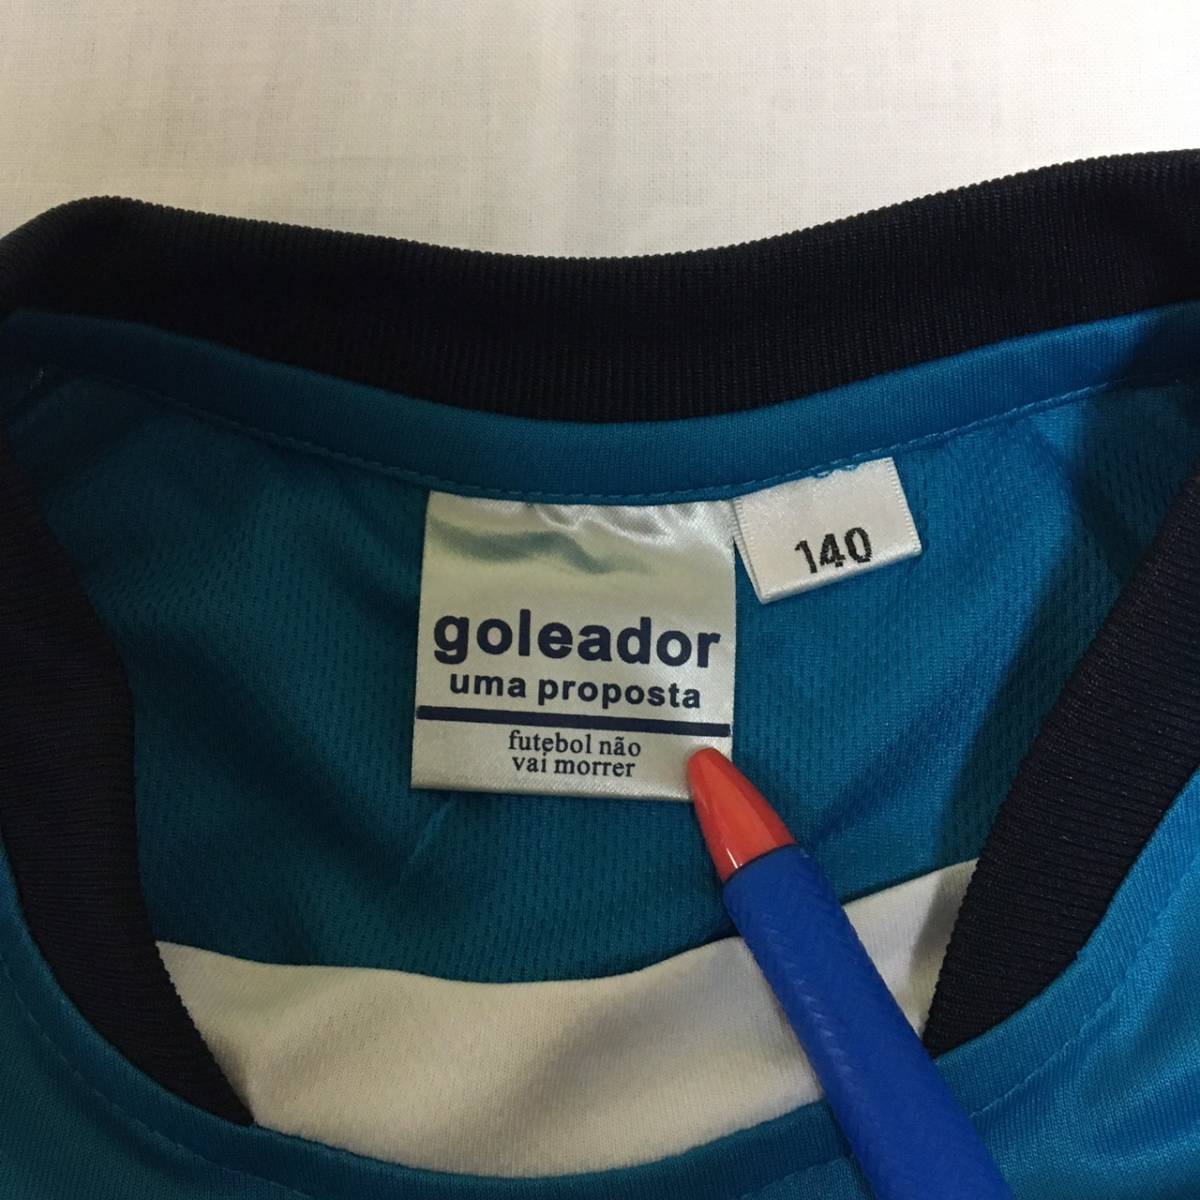 goleador
uma proposta
futebol não
vai morrer
140